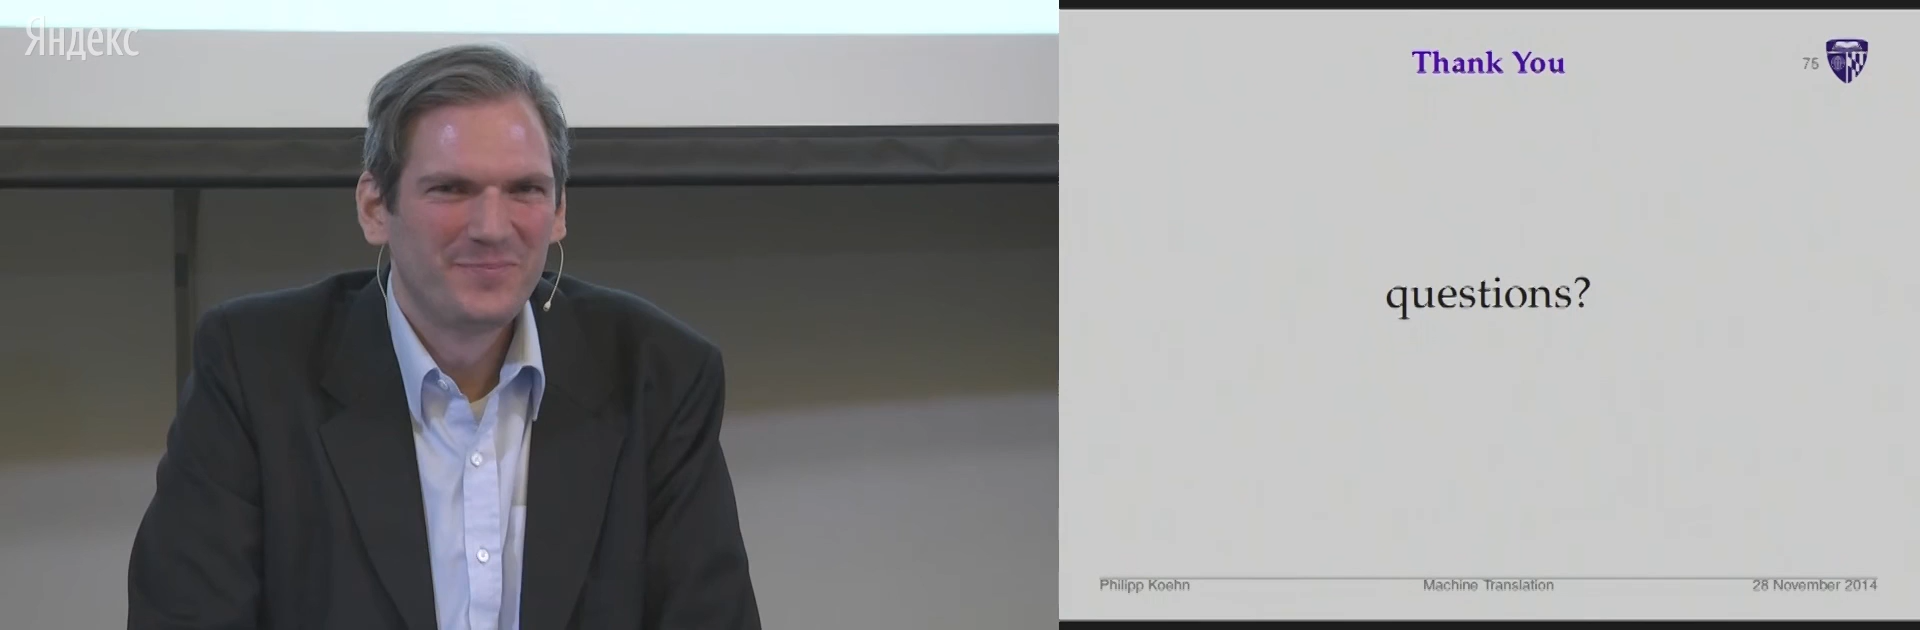 Яндекс
Thank You
75
questions?
Philipp Koehn
Machine Translation
28 November 2014